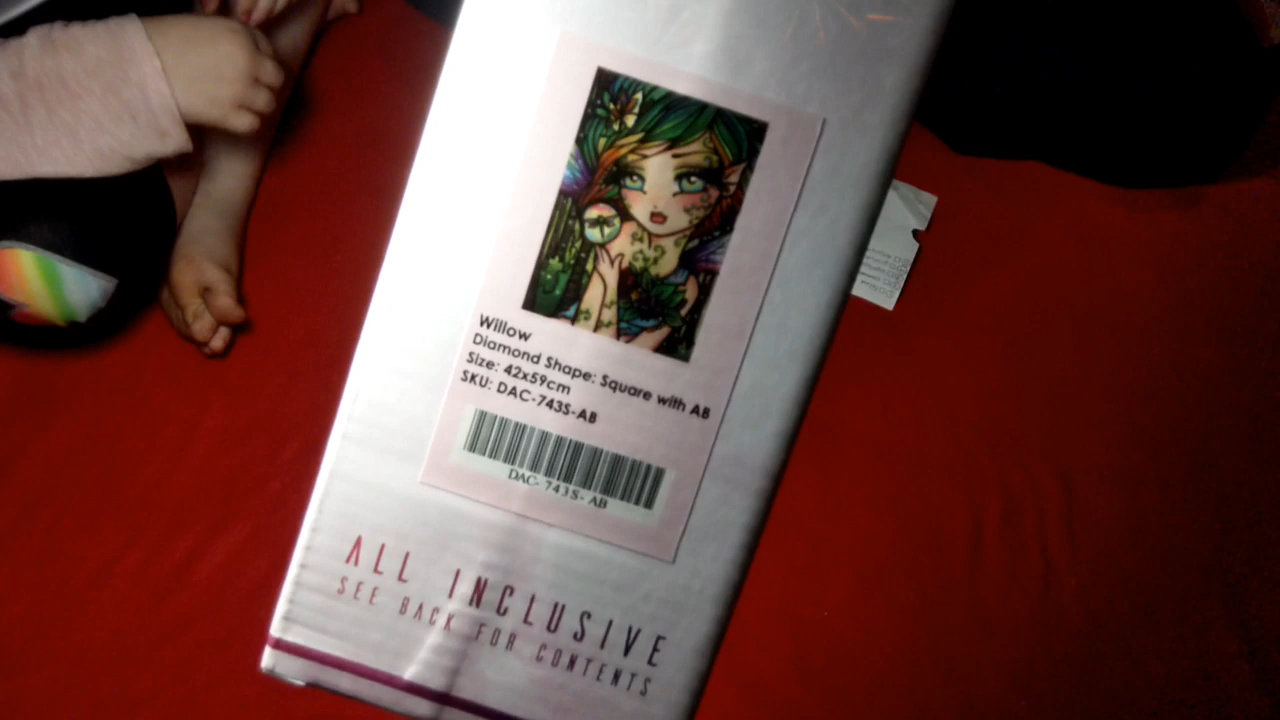 Willow
Diamond Shape: Square with AB
Size: 42x59cm
SKU: DAC-743S-AB
DAC- 743S- AB
ALL INCLUSIVE
SEE BACK FOR CONTENTS